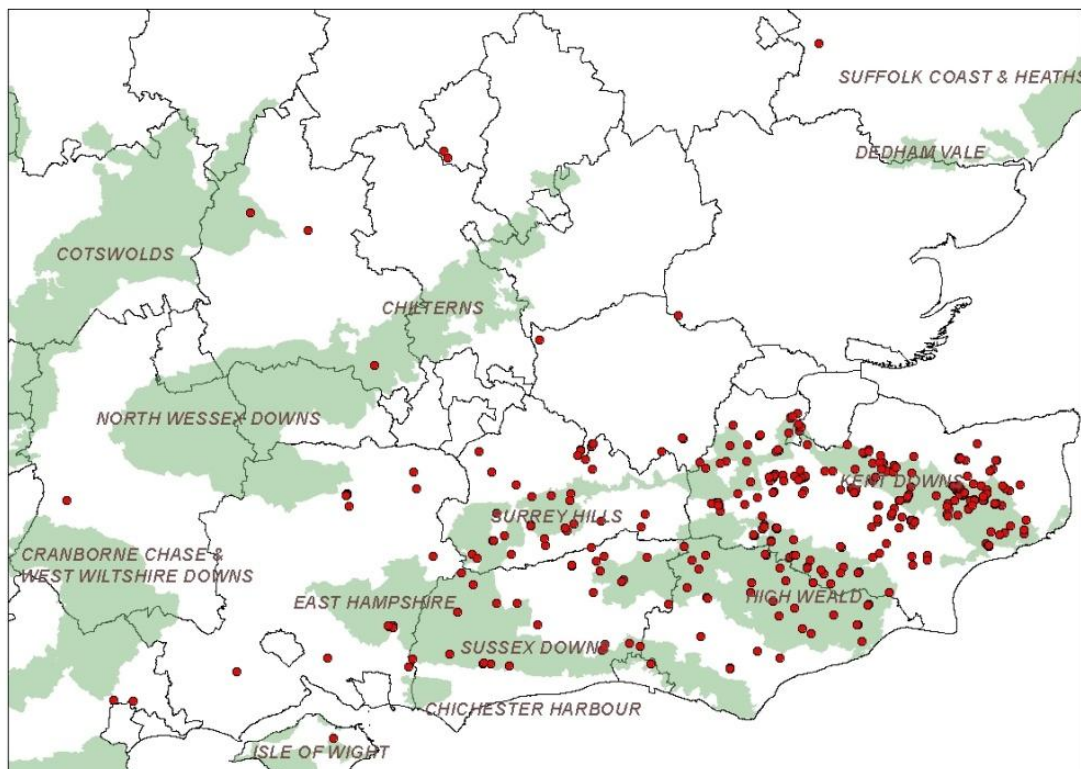 SUFFOLK COAST & HEATHS
DEDHAM VALE
COTSWOLDS
CHILTERNS
NORTH WESSEX DOWNS
KENT DOWNS
SURREY HILLS
CRANBORNE CHASE &
WEST WILTSHIRE DOWNS
EAST HAMPSHIRE
HIGH WEALD
SUSSEX DOWNS
CHICHESTER HARBOUR
ISLE OF WIGHT